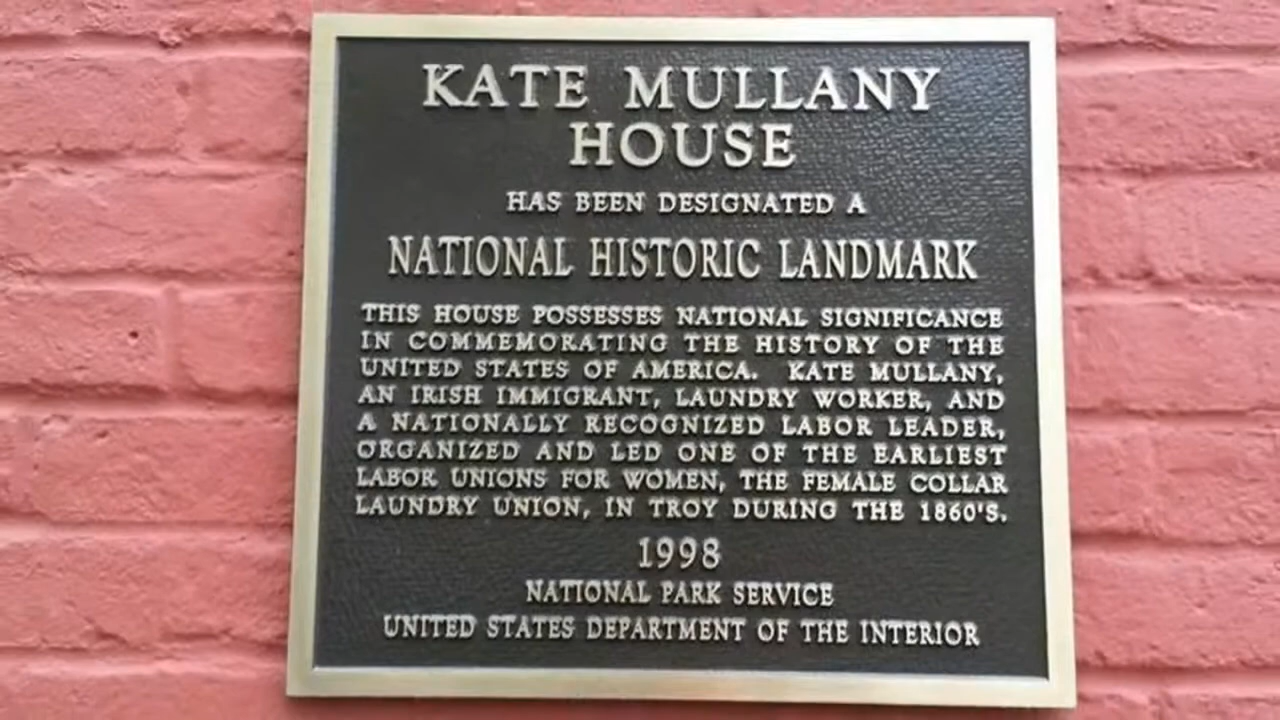 KATE MULLANY
HOUSE
HAS BEEN DESIGNATED A
NATIONAL HISTORIC LANDMARK
THIS HOUSE POSSESSES NATIONAL SIGNIFICANCE
IN COMMEMORATING THE HISTORY OF THE
UNITED STATES OF AMERICA. KATE MULLANY,
AN IRISH IMMIGRANT, LAUNDRY WORKER, AND
A NATIONALLY RECOGNIZED LABOR LEADER,
ORGANIZED AND LED ONE OF THE EARLIEST
LABOR UNIONS FOR WOMEN, THE FEMALE COLLAR
LAUNDRY UNION, IN TROY DURING THE 1860'S.
1998
NATIONAL PARK SERVICE
UNITED STATES DEPARTMENT OF THE INTERIOR